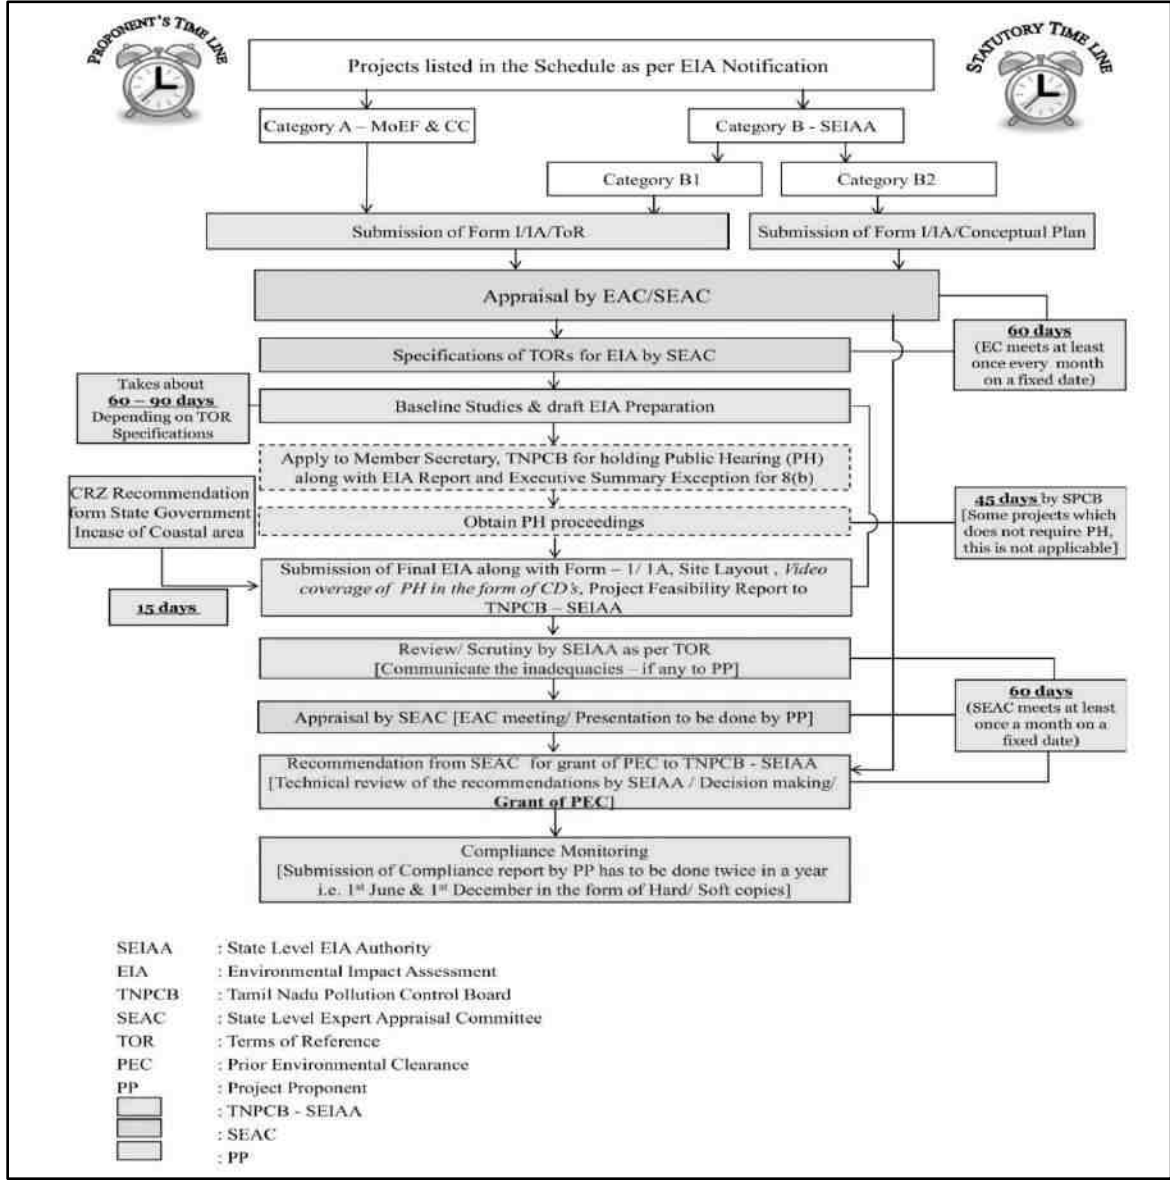 PROPONENT'S TIME LINE
STATUTORY TIME LINE
Projects listed in the Schedule as per EIA Notification
Category A – MoEF & CC
Category B - SEIAA
Category B1
Category B2
Submission of Form I/IA/ToR
Submission of Form I/IA/Conceptual Plan
Appraisal by EAC/SEAC
60 days
(EC meets at least
once every month
on a fixed date)
Specifications of TORs for EIA by SEAC
Takes about
60 – 90 days
Depending on TOR
Specifications
Baseline Studies & draft EIA Preparation
Apply to Member Secretary, TNPCB for holding Public Hearing (PH)
along with EIA Report and Executive Summary Exception for 8(b)
CRZ Recommendation
form State Government
Incase of Coastal area
45 days by SPCB
[Some projects which
does not require PH,
this is not applicable]
Obtain PH proceedings
Submission of Final EIA along with Form – 1/ 1A, Site Layout , Video
coverage of PH in the form of CD's, Project Feasibility Report to
TNPCB – SEIAA
15 days
Review/ Scrutiny by SEIAA as per TOR
[Communicate the inadequacies – if any to PP]
60 days
(SEAC meets at least
once a month on a
fixed date)
Appraisal by SEAC [EAC meeting/ Presentation to be done by PP]
Recommendation from SEAC for grant of PEC to TNPCB - SEIAA
[Technical review of the recommendations by SEIAA / Decision making/
Grant of PEC]
Compliance Monitoring
[Submission of Compliance report by PP has to be done twice in a year
i.e. 1st June & 1st December in the form of Hard/ Soft copies]
SEIAA : State Level EIA Authority
EIA : Environmental Impact Assessment
TNPCB : Tamil Nadu Pollution Control Board
SEAC : State Level Expert Appraisal Committee
TOR : Terms of Reference
PEC : Prior Environmental Clearance
PP : Project Proponent
: TNPCB - SEIAA
: SEAC
: PP